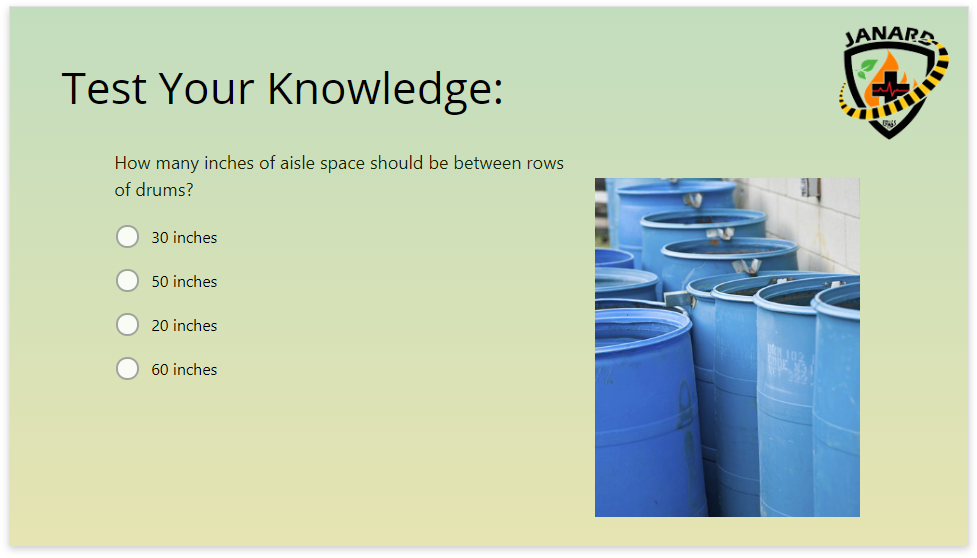 JANARD
Test Your Knowledge:
How many inches of aisle space should be between rows
of drums?
30 inches
50 inches
20 inches
60 inches